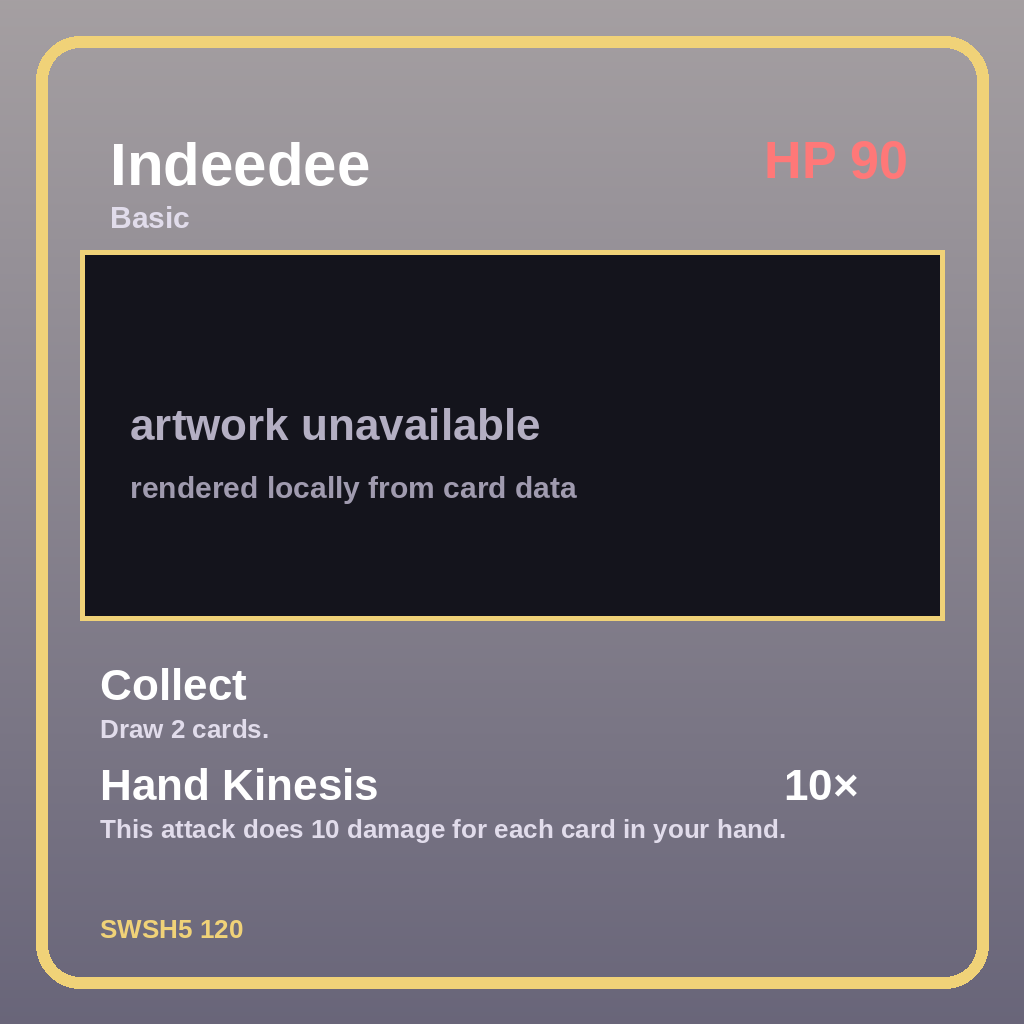 Indeedee
HP 90
Basic
artwork unavailable
rendered locally from card data
Collect
Draw 2 cards.
Hand Kinesis
10×
This attack does 10 damage for each card in your hand.
SWSH5 120